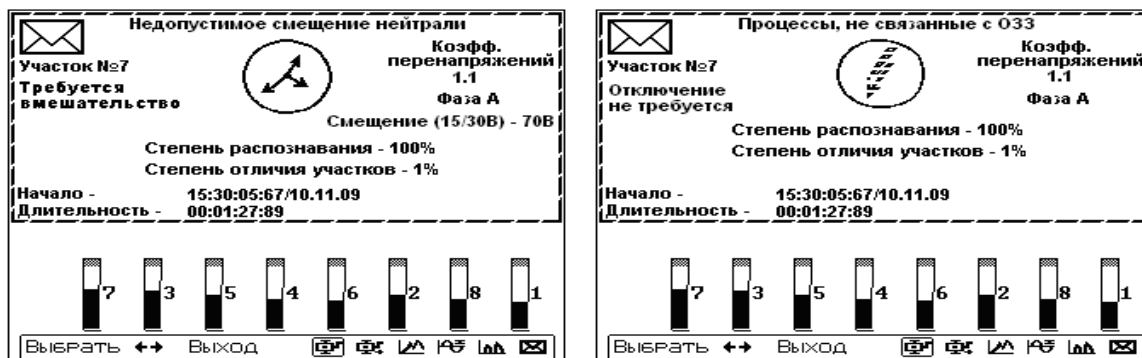 Недопустимое смещение нейтрали
Коэфф.
перенапряжений
1.1
Участок №7
Требуется
вмешательство
Фаза А
Смещение (15/30В) - 70В
Степень распознавания - 100%
Степень отличия участков - 1%
Начало - 15:30:05:67/10.11.09
Длительность - 00:01:27:89
7 3 5 4 6 2 8 1
Выбрать ↔ Выход
Процессы, не связанные с ОЗЗ
Коэфф.
перенапряжений
1.1
Участок №7
Отключение
не требуется
Фаза А
Степень распознавания - 100%
Степень отличия участков - 1%
Начало - 15:30:05:67/10.11.09
Длительность - 00:01:27:89
7 3 5 4 6 2 8 1
Выбрать ↔ Выход